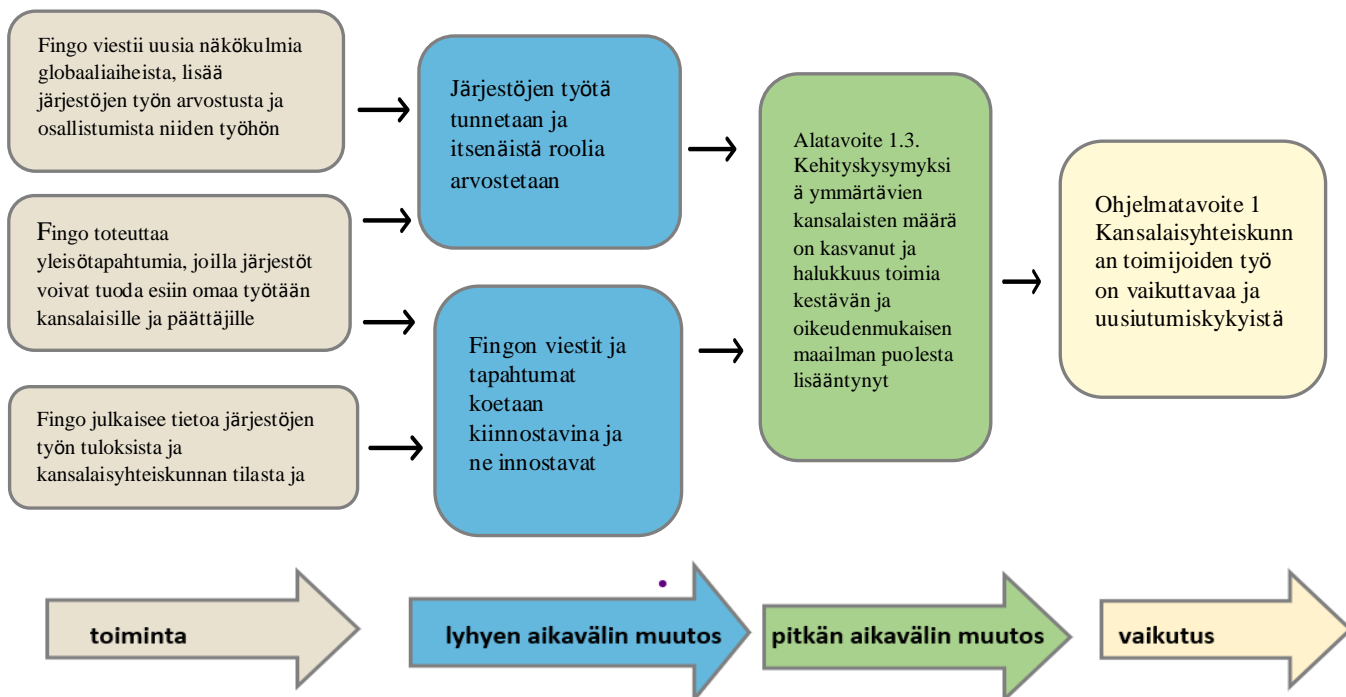 Fingo viestii uusia näkökulmia
globaaliaiheista, lisää
järjestöjen työn arvostusta ja
osallistumista niiden työhön
Fingo toteuttaa
yleisötapahtumia, joilla järjestöt
voivat tuoda esiin omaa työtään
kansalaisille ja päättäjille
Fingo julkaisee tietoa järjestöjen
työn tuloksista ja
kansalaisyhteiskunnan tilasta ja
Järjestöjen työtä
tunnetaan ja
itsenäistä roolia
arvostetaan
Fingon viestit ja
tapahtumat
koetaan
kiinnostavina ja
ne innostavat
Alatavoite 1.3.
Kehityskysymyksi
ä ymmärtävien
kansalaisten määrä
on kasvanut ja
halukkuus toimia
kestävän ja
oikeudenmukaisen
maailman puolesta
lisääntynyt
Ohjelmatavoite 1
Kansalaisyhteiskunn
an toimijoiden työ
on vaikuttavaa ja
uusiutumiskykyistä
toiminta
lyhyen aikavälin muutos
pitkän aikavälin muutos
vaikutus